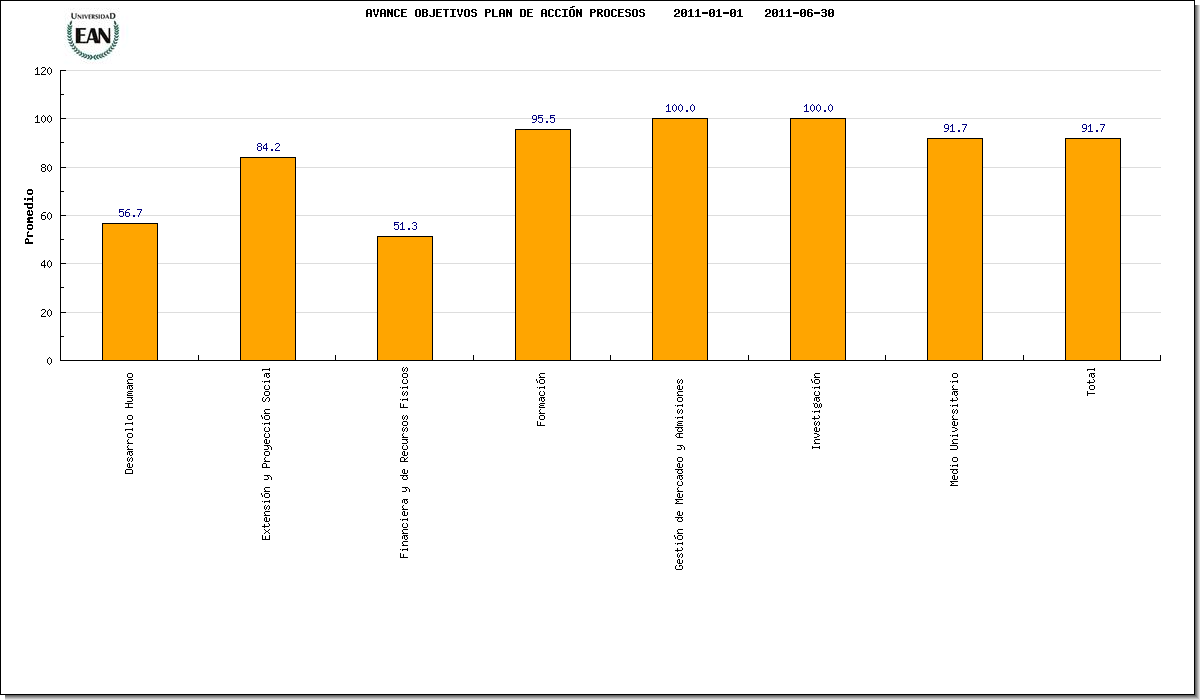 UNIVERSIDAD
EAN
AVANCE OBJETIVOS PLAN DE ACCIÓN PROCESOS 2011-01-01 2011-06-30
Promedio
120
100
80
60
40
20
0
56.7
84.2
51.3
95.5
100.0
100.0
91.7
91.7
Desarrollo Humano
Extensión y Proyección Social
Financiera y de Recursos Fisicos
Formación
Gestión de Mercadeo y Admisiones
Investigación
Medio Universitario
Total